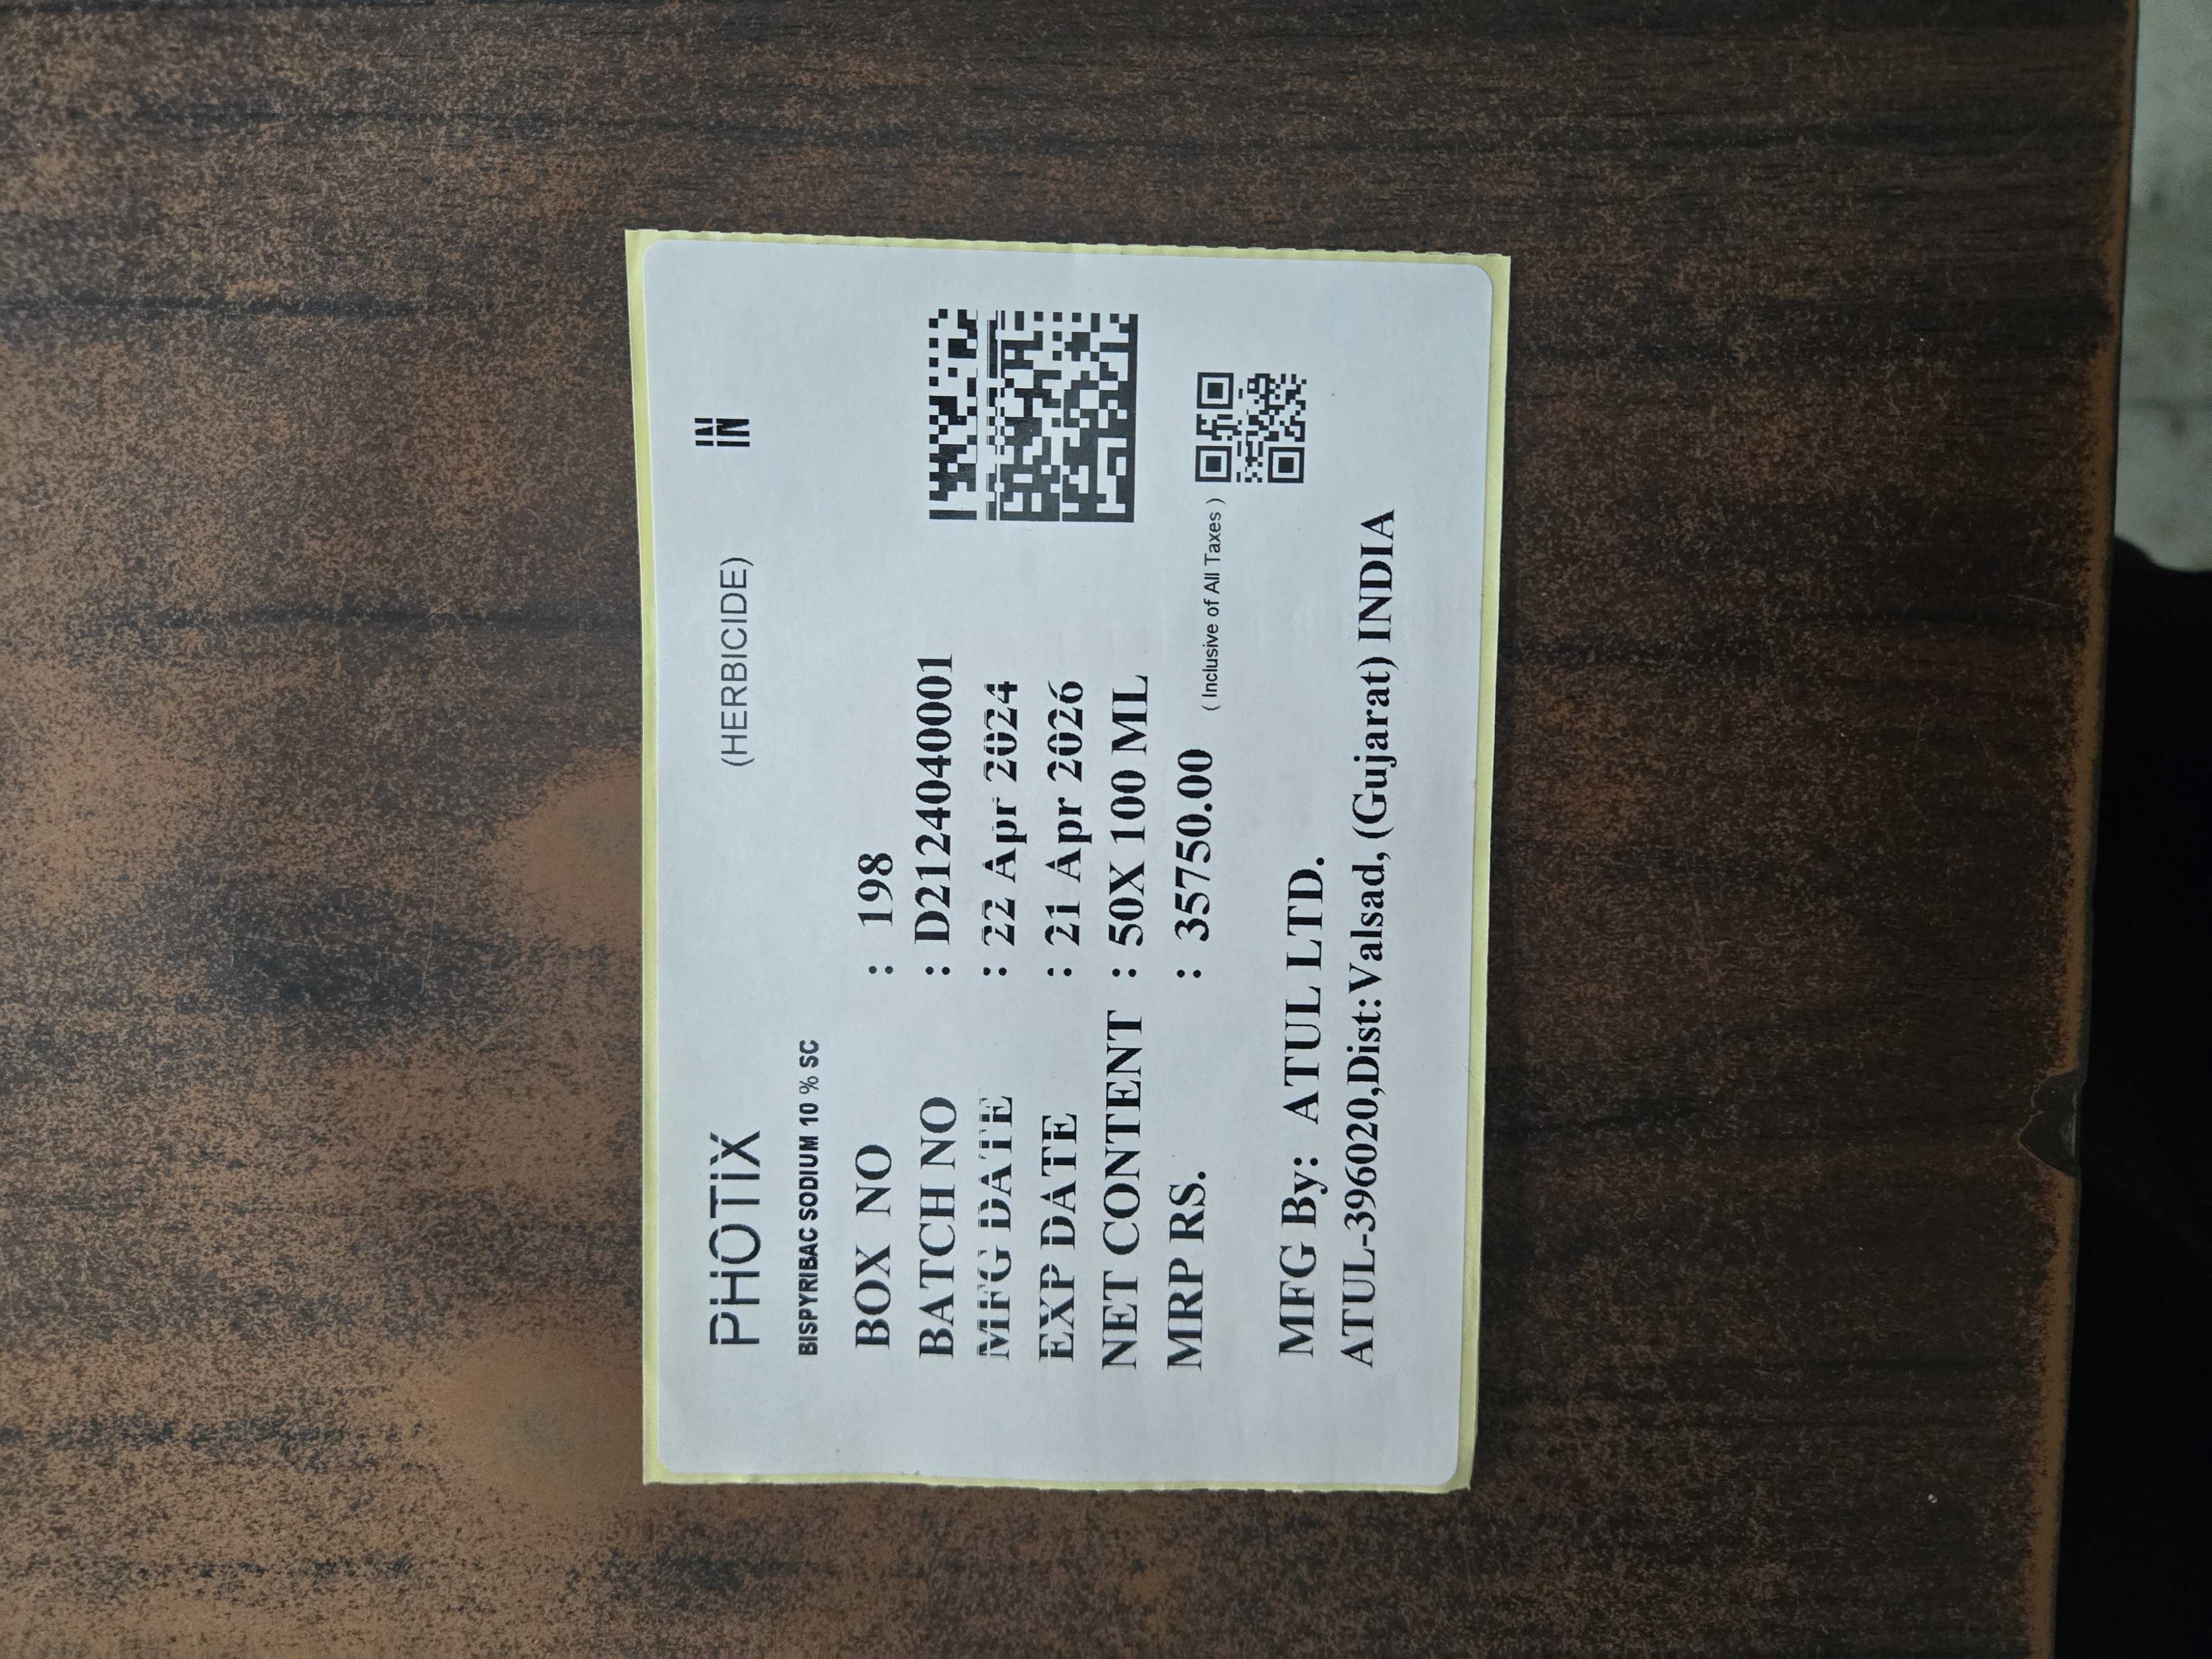 PHOTIX (HERBICIDE) IN
BISPYRIBAC SODIUM 10 % SC
BOX NO : 198
BATCH NO : D2124040001
MFG DATE : 22 Apr 2024
EXP DATE : 21 Apr 2026
NET CONTENT : 50X 100 ML
MRP RS. : 35750.00 ( Inclusive of All Taxes )
MFG By: ATUL LTD.
ATUL-396020,Dist:Valsad, (Gujarat) INDIA